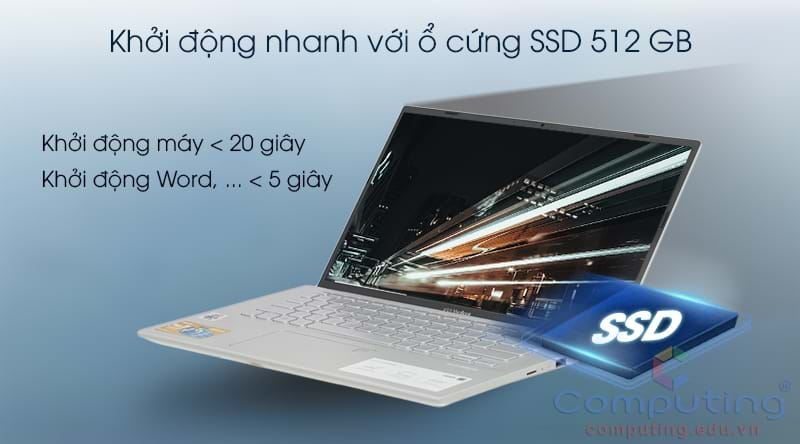 Khởi động nhanh với ổ cứng SSD 512 GB
Khởi động máy < 20 giây
Khởi động Word, ... < 5 giây
SSD
Computing®
computing.edu.vn